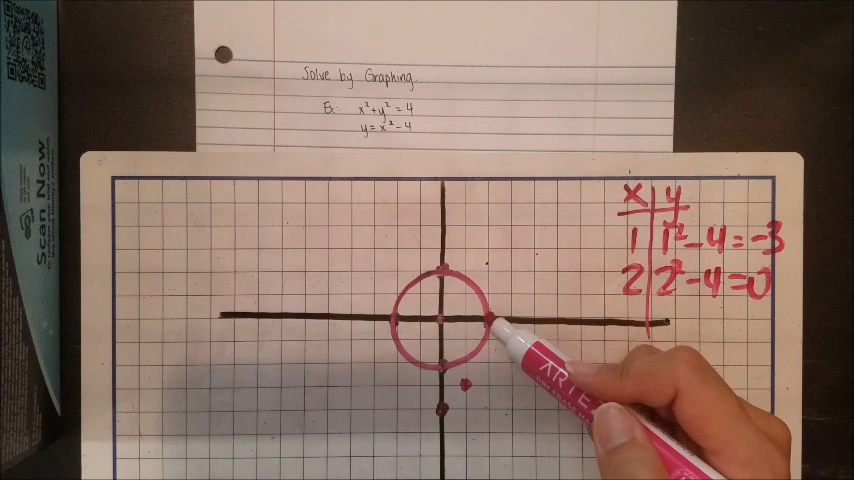 Scan Now
Solve by Graphing.
Ex: x² + y² = 4
y = x² - 4
x y
1 1² - 4 = -3
2 2² - 4 = 0
ARTE